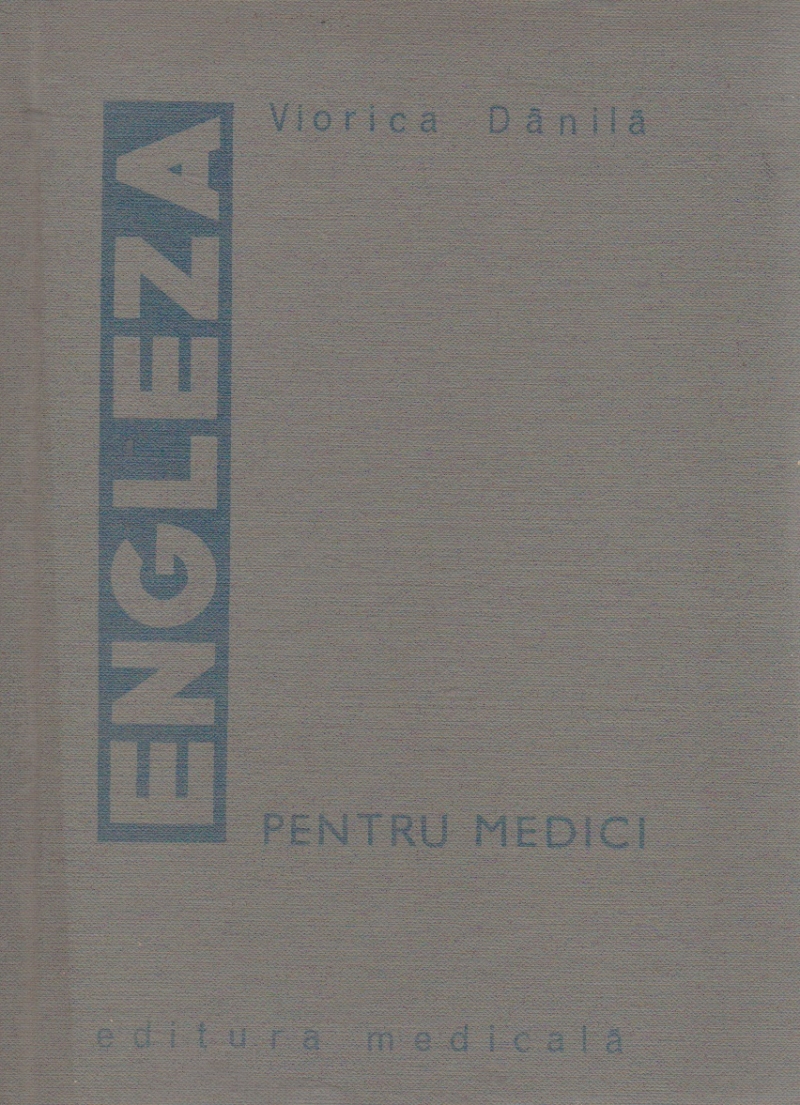 Viorica Dănilă
ENGLEZA
PENTRU MEDICI
editura medicală